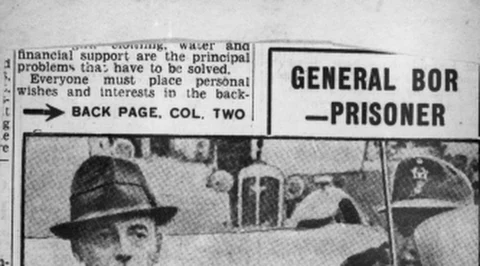 clothing, water and
financial support are the principal
problems that have to be solved.
Everyone must place personal
wishes and interests in the back-
BACK PAGE, COL. TWO
GENERAL BOR
—PRISONER